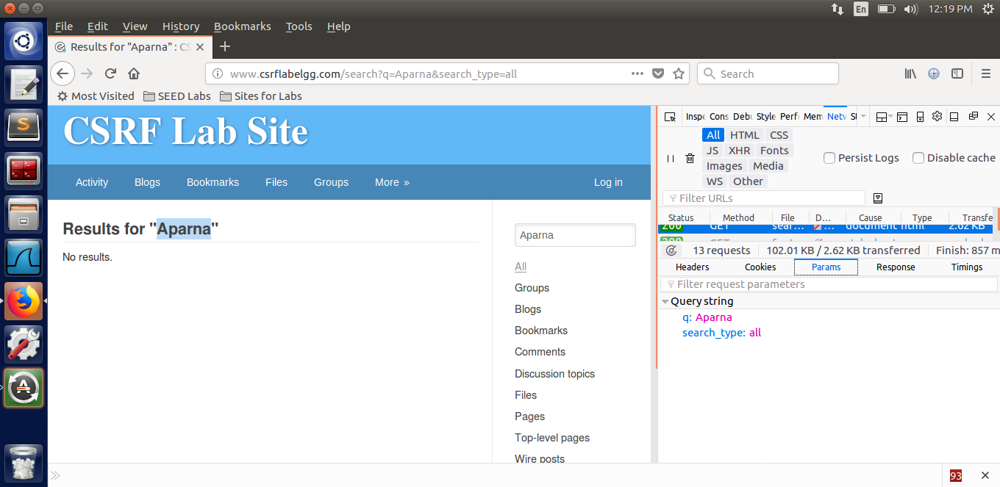 En 12:19 PM
File Edit View History Bookmarks Tools Help
Results for "Aparna" : CS
www.csrflabelgg.com/search?q=Aparna&search_type=all
Search
Most Visited SEED Labs Sites for Labs
CSRF Lab Site
Activity Blogs Bookmarks Files Groups More » Log in
Results for "Aparna"
No results.
Aparna
All
Groups
Blogs
Bookmarks
Comments
Discussion topics
Files
Pages
Top-level pages
Wire posts
Inspe Cons Debu Style Perf Mem Netw St
All HTML CSS
JS XHR Fonts
Images Media
WS Other
Persist Logs Disable cache
Filter URLs
Status Method File D... Cause Type Transfe
200 GET sear... ... document html 2.62 KB
200 GET
13 requests 102.01 KB / 2.62 KB transferred Finish: 857 m
Headers Cookies Params Response Timings
Filter request parameters
Query string
q: Aparna
search_type: all
93